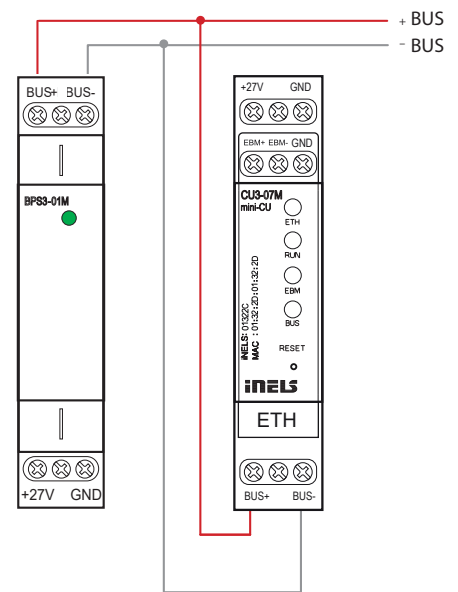 + BUS
- BUS
BUS+ BUS-
BPS3-01M
+27V GND
+27V GND
EBM+ EBM- GND
CU3-07M
mini-CU
ETH
RUN
EBM
BUS
iNELS: 01322C
MAC : 01:32:2D:01:32:2D
RESET
iNELS
ETH
BUS+ BUS-